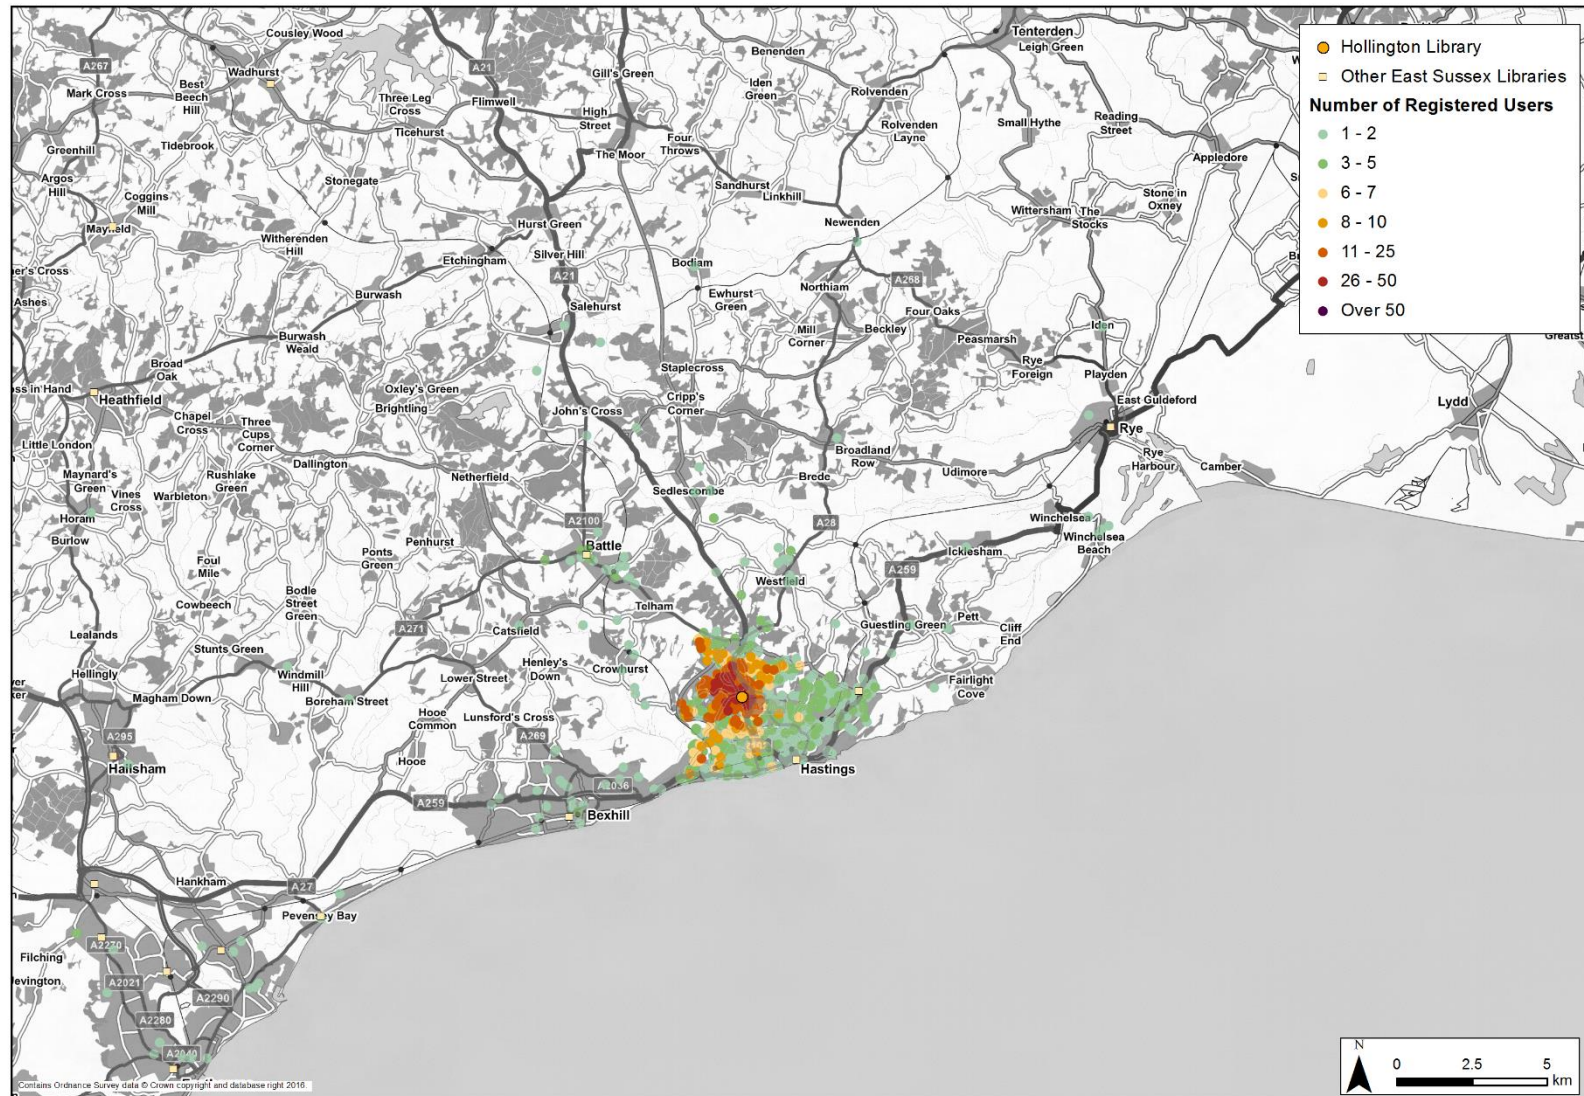 Cousley Wood
Wadhurst
A267
Mark Cross
Best
Beech
Hill
Three Leg
Cross
Tidebrook
Ticehurst
Greenhill
Argos
Hill
Coggins
Mill
Mayfield
Stonegate
Witherenden
Hill
A21
Flimwell
Gill's Green
High
Street
The Moor
Four
Throws
Benenden
Iden
Green
Sandhurst
Linkhill
Rolvenden
Rolvenden
Layne
Tenterden
Leigh Green
Small Hythe
Reading
Street
Appledore
Stone in
Oxney
Wittersham
The
Stocks
Newenden
Hurst Green
Silver Hill
Etchingham
A21
Bodiam
Ewhurst
Green
Northiam
A268
Four Oaks
Beckley
Mill
Corner
Peasmarsh
Rye
Foreign
Iden
Playden
East Guldeford
Rye
Rye
Harbour
Camber
Lydd
Ashes
Burwash
Burwash
Weald
Salehurst
Staplecross
Cripp's
Corner
Broad
Oak
Heathfield
Oxley's Green
Brightling
John's Cross
Chapel
Cross
Three
Cups
Corner
Little London
Maynard's
Green
Vines
Cross
Warbleton
Rushlake
Green
Dallington
Netherfield
Sedlescombe
Broadland
Row
Brede
Udimore
Horam
Burlow
A2100
Battle
Penhurst
Ponts
Green
Foul
Mile
Cowbeech
Bodle
Street
Green
A28
Winchelsea
Winchelsea
Beach
Icklesham
A259
Westfield
Guestling Green
Pett
Cliff
End
Fairlight
Cove
Telham
Catsfield
A271
Lealands
Stunts Green
Hellingly
Magham Down
Windmill
Hill
Boreham Street
Lower Street
Henley's
Down
Crowhurst
Hooe
Common
Lunsford's Cross
A269
Hooe
A295
Hailsham
A2036
Hastings
A259
Bexhill
Hankham
A27
Pevensey Bay
A2270
Filching
Jevington
A2021
A2290
A2280
A2040
Hollington Library
Other East Sussex Libraries
Number of Registered Users
1 - 2
3 - 5
6 - 7
8 - 10
11 - 25
26 - 50
Over 50
N
0 2.5 5
km
Contains Ordnance Survey data © Crown copyright and database right 2016.